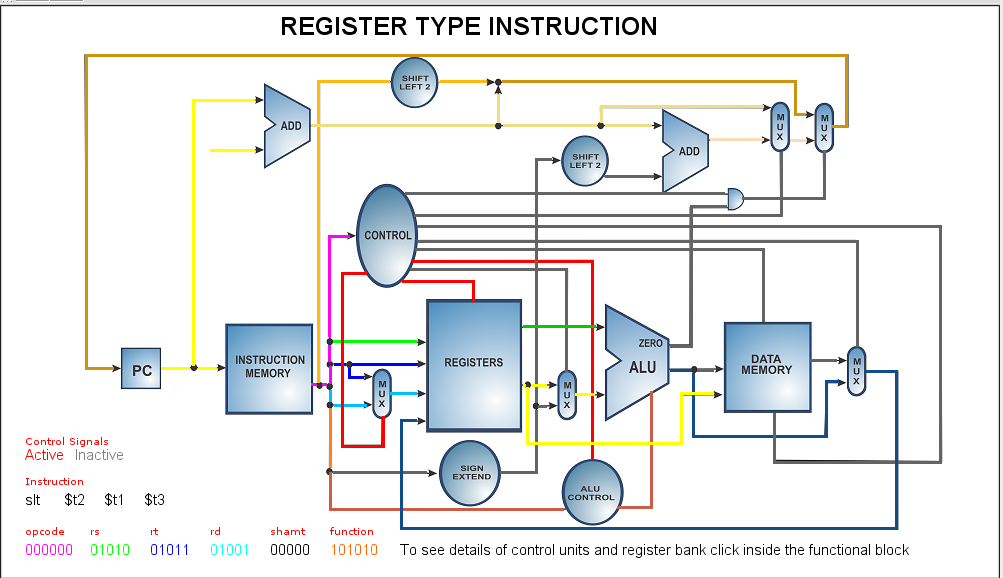 REGISTER TYPE INSTRUCTION
SHIFT
LEFT 2
ADD
M
U
X
M
U
X
SHIFT
LEFT 2
ADD
CONTROL
PC
INSTRUCTION
MEMORY
M
U
X
REGISTERS
M
U
X
ZERO
ALU
DATA
MEMORY
M
U
X
SIGN
EXTEND
ALU
CONTROL
Control Signals
Active Inactive
Instruction
slt $t2 $t1 $t3
opcode rs rt rd shamt function
000000 01010 01011 01001 00000 101010
To see details of control units and register bank click inside the functional block